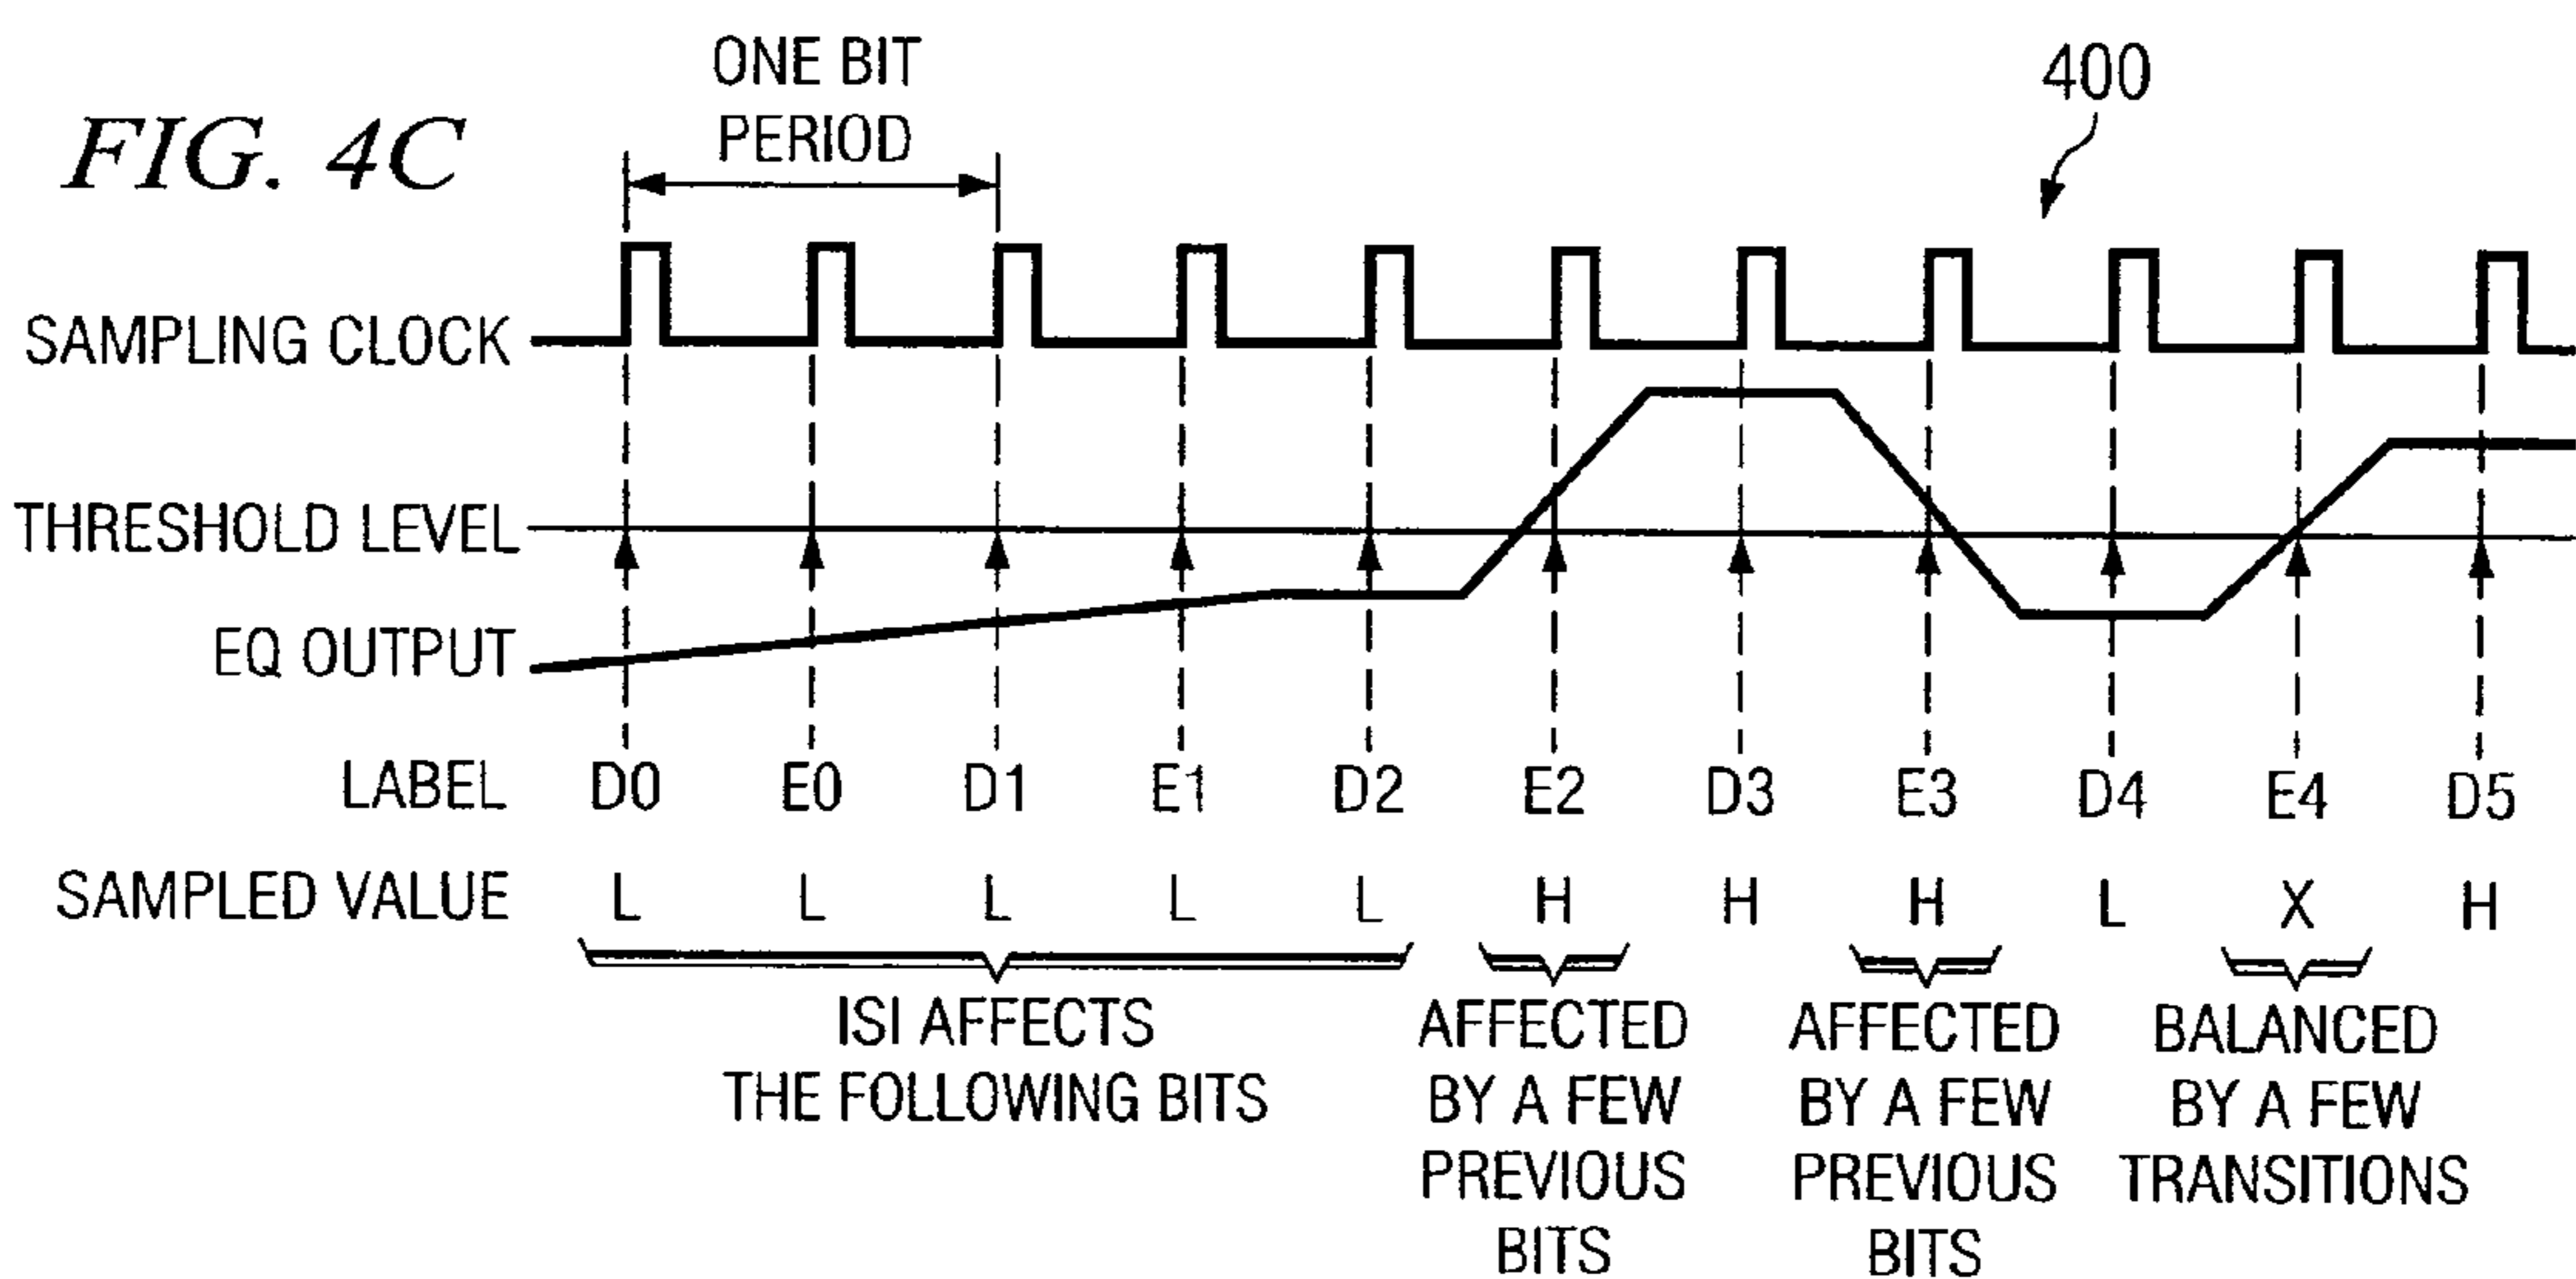 FIG. 4C
ONE BIT
PERIOD
400
SAMPLING CLOCK
THRESHOLD LEVEL
EQ OUTPUT
LABEL D0 E0 D1 E1 D2 E2 D3 E3 D4 E4 D5
SAMPLED VALUE L L L L L H H H L X H
ISI AFFECTS
THE FOLLOWING BITS
AFFECTED
BY A FEW
PREVIOUS
BITS
AFFECTED
BY A FEW
PREVIOUS
BITS
BALANCED
BY A FEW
TRANSITIONS